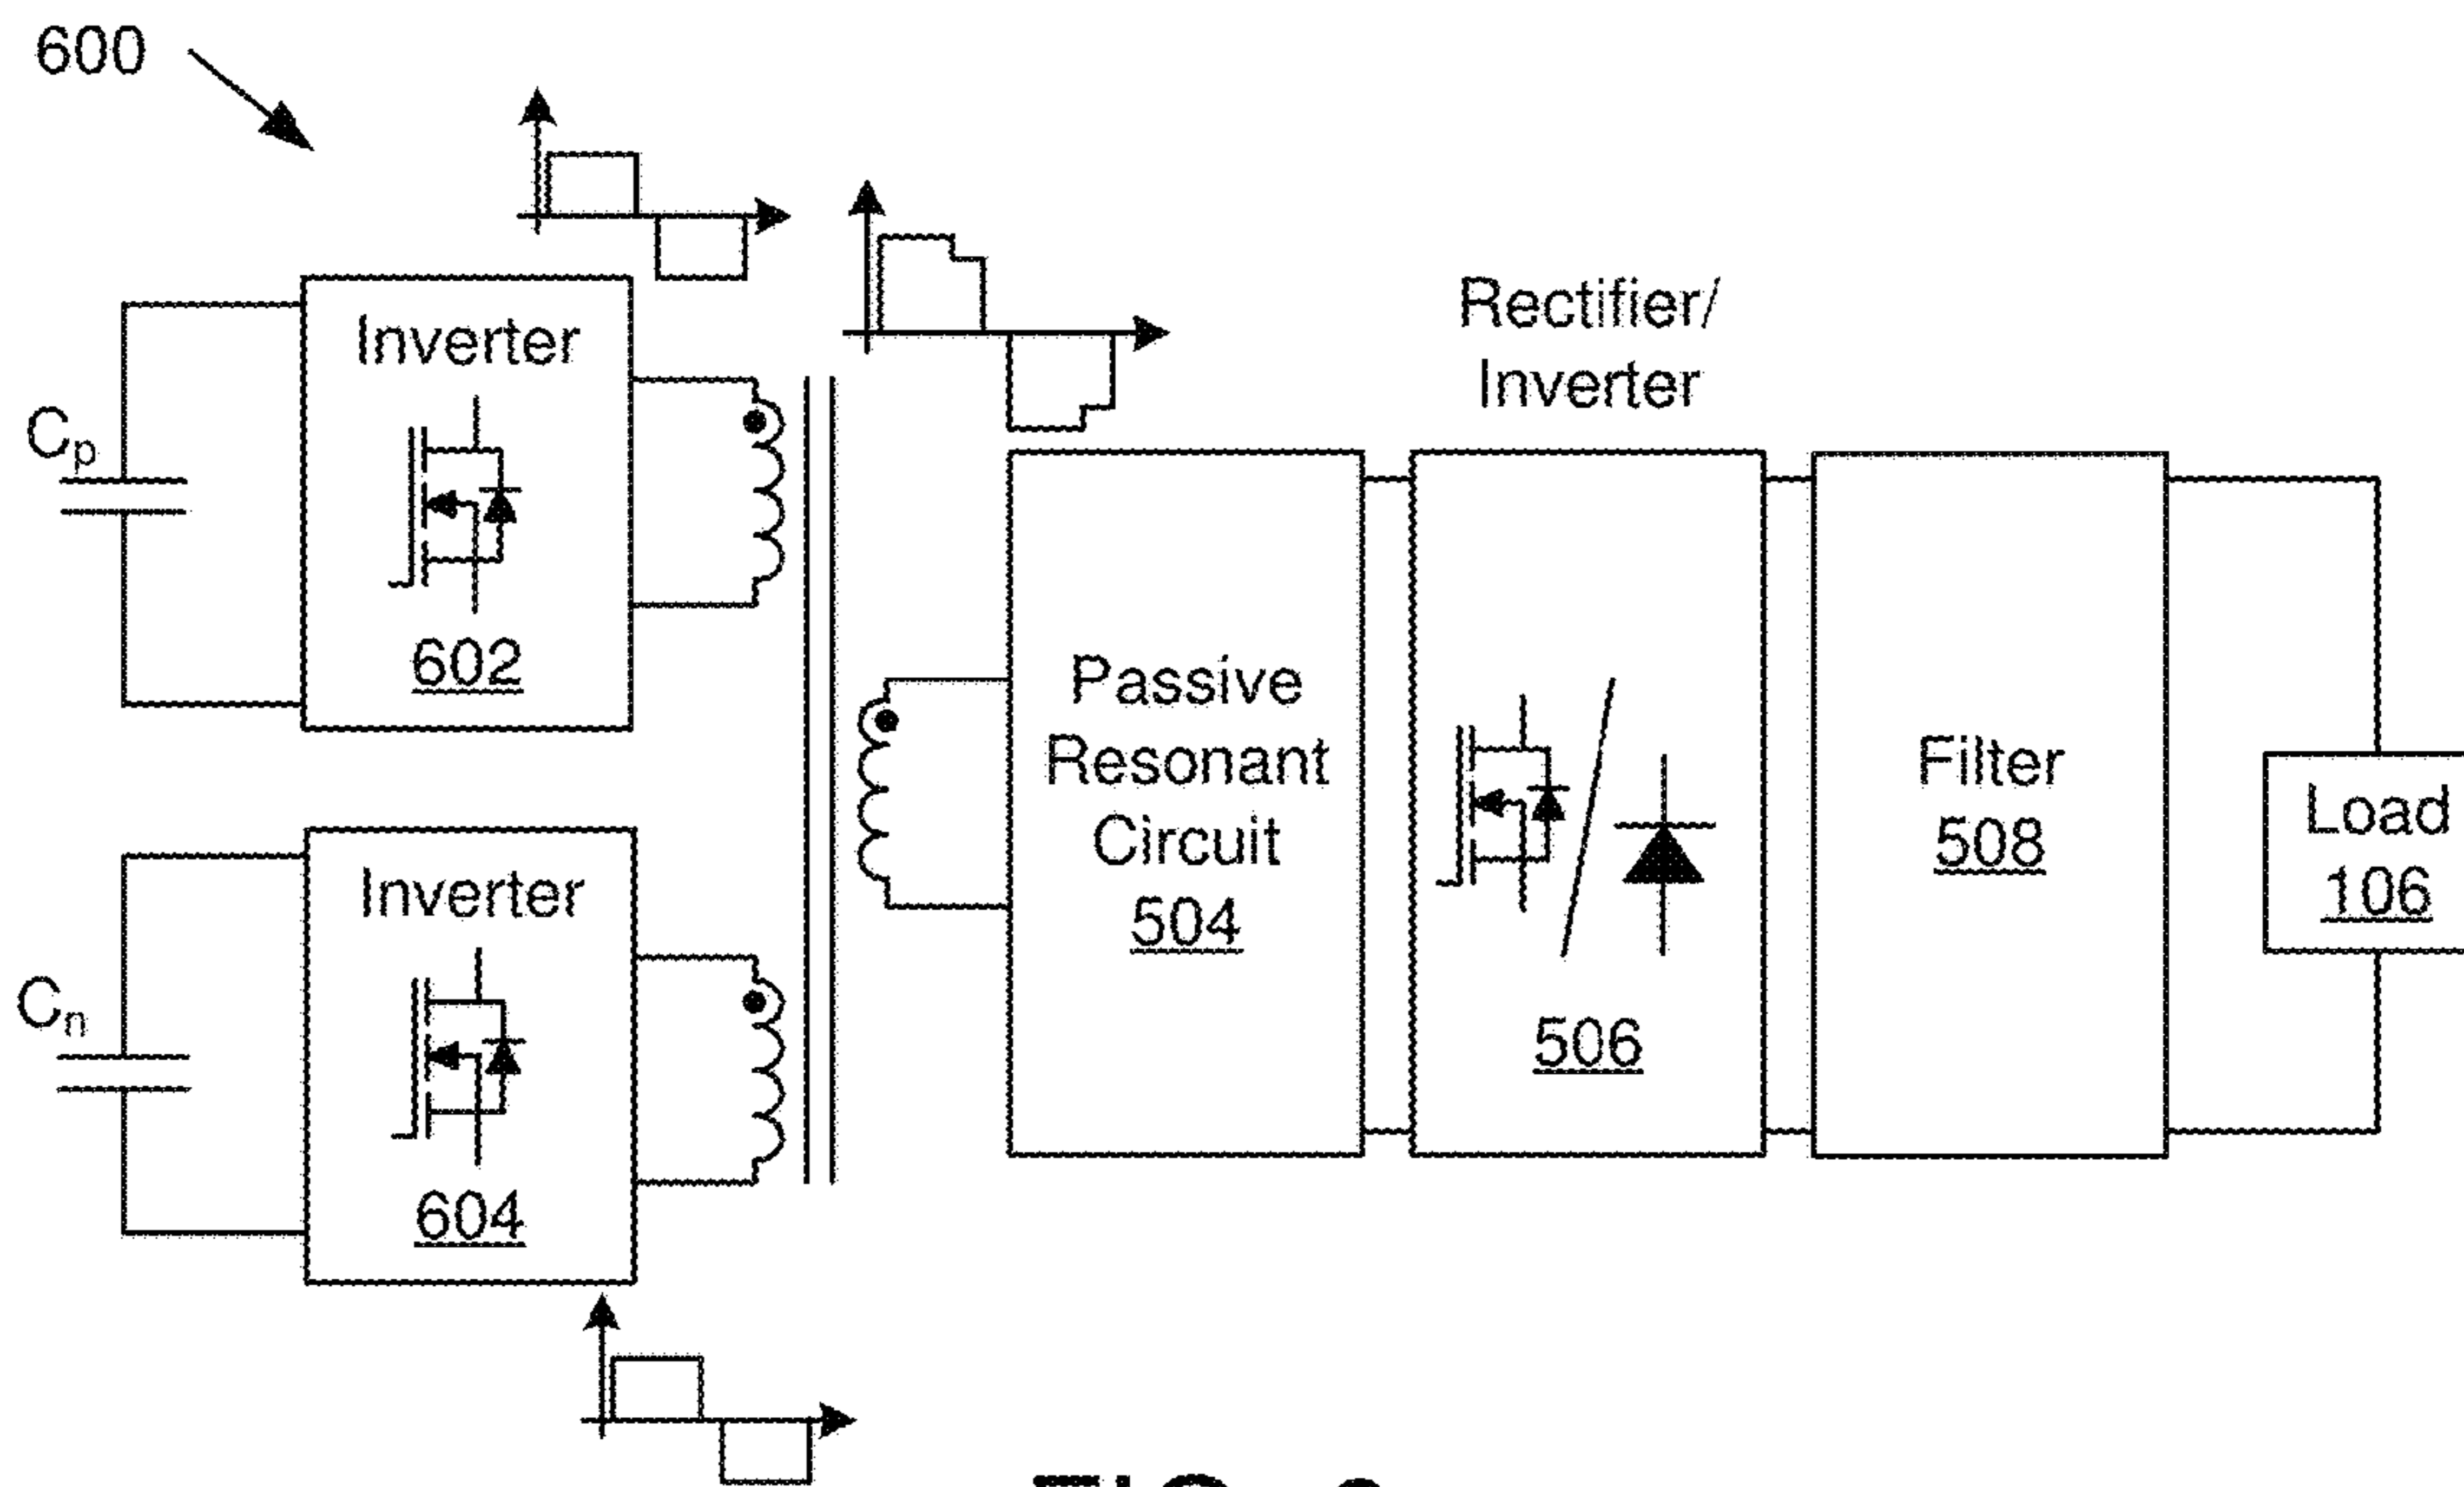 600
Rectifier/
Inverter
Inverter
602
Cp
Inverter
604
Cn
Passive
Resonant
Circuit
504
506
Filter
508
Load
106